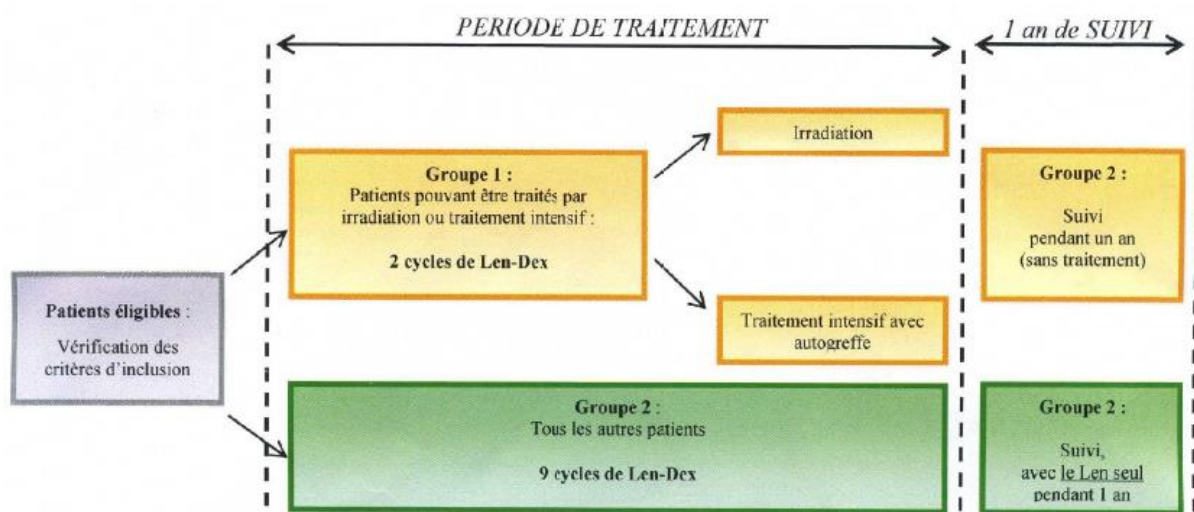 PERIODE DE TRAITEMENT
1 an de SUIVI
Irradiation
Groupe 1 :
Patients pouvant être traités par
irradiation ou traitement intensif :
2 cycles de Len-Dex
Groupe 2 :
Suivi
pendant un an
(sans traitement)
Patients éligibles :
Vérification des
critères d'inclusion
Traitement intensif avec
autogreffe
Groupe 2 :
Tous les autres patients
9 cycles de Len-Dex
Groupe 2 :
Suivi,
avec le Len seul
pendant 1 an